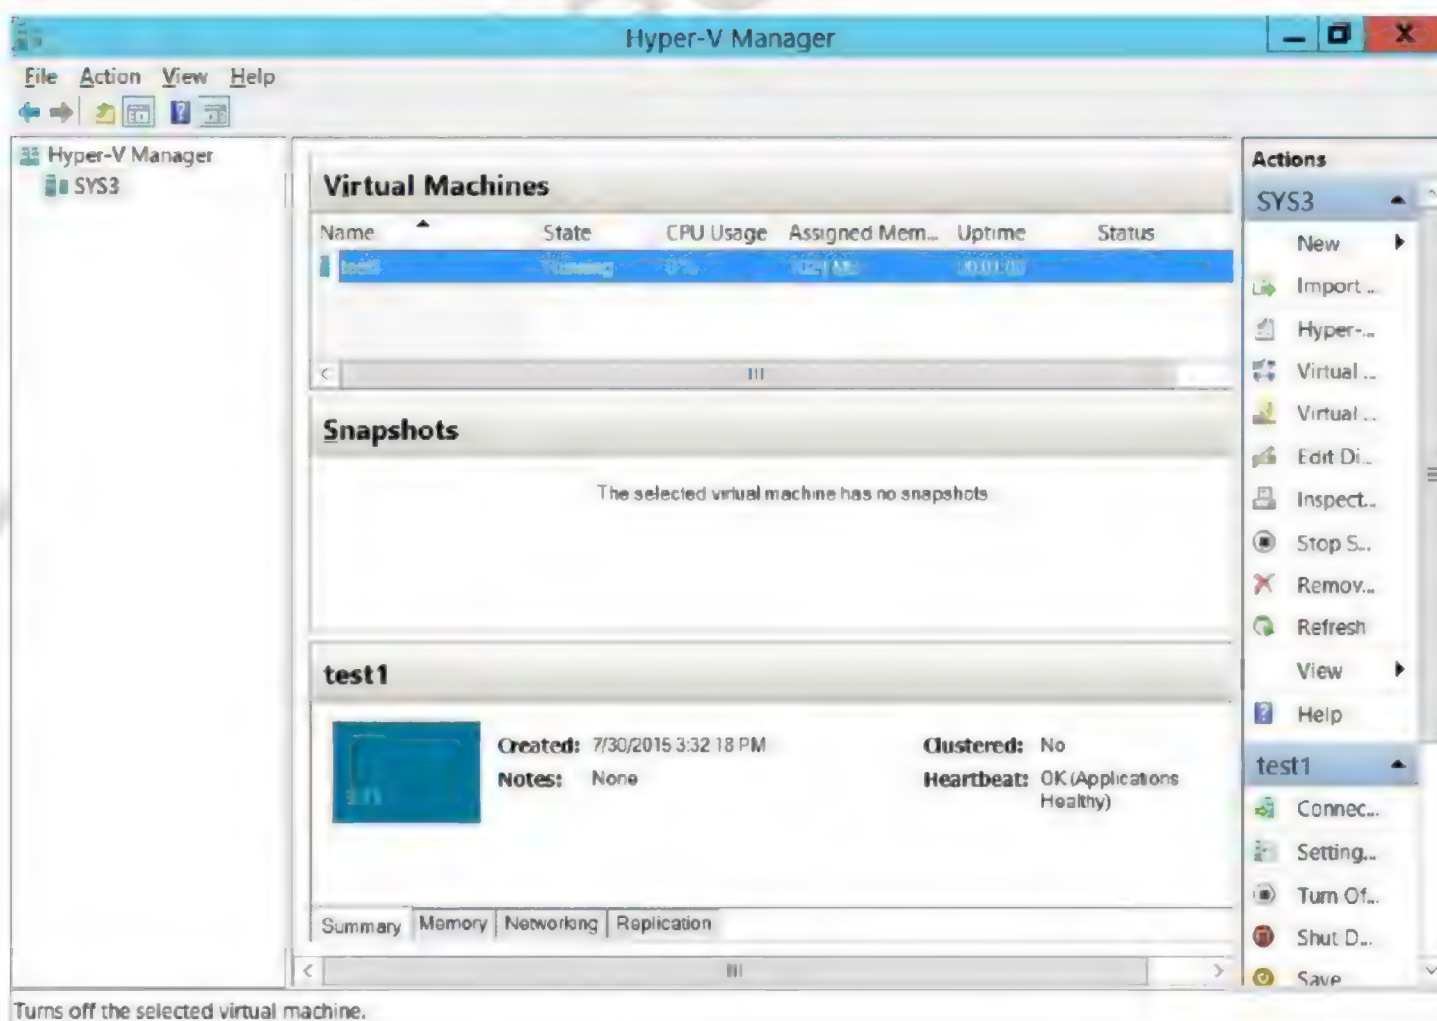 Hyper-V Manager
File Action View Help
Hyper-V Manager
SYS3
Virtual Machines
Name State CPU Usage Assigned Mem... Uptime Status
Running 0%
Snapshots
The selected virtual machine has no snapshots
test1
Created: 7/30/2015 3:32:18 PM
Notes: None
Clustered: No
Heartbeat: OK (Applications
Healthy)
Summary Memory Networking Replication
Actions
SYS3
New
Import ...
Hyper-...
Virtual ...
Virtual ...
Edit Di...
Inspect...
Stop S...
Remov...
Refresh
View
Help
test1
Connec...
Setting...
Turn Of...
Shut D...
Save
Turns off the selected virtual machine.